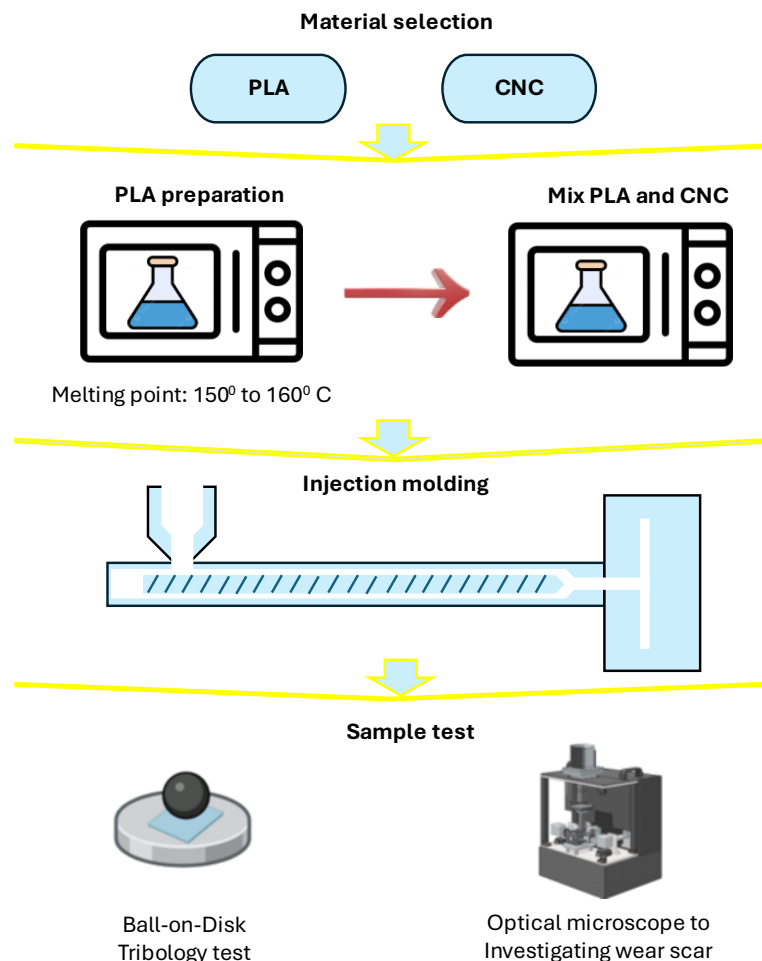 Material selection
PLA
CNC
PLA preparation
Mix PLA and CNC
Melting point: 150⁰ to 160⁰ C
Injection molding
Sample test
Ball-on-Disk
Tribology test
Optical microscope to
Investigating wear scar